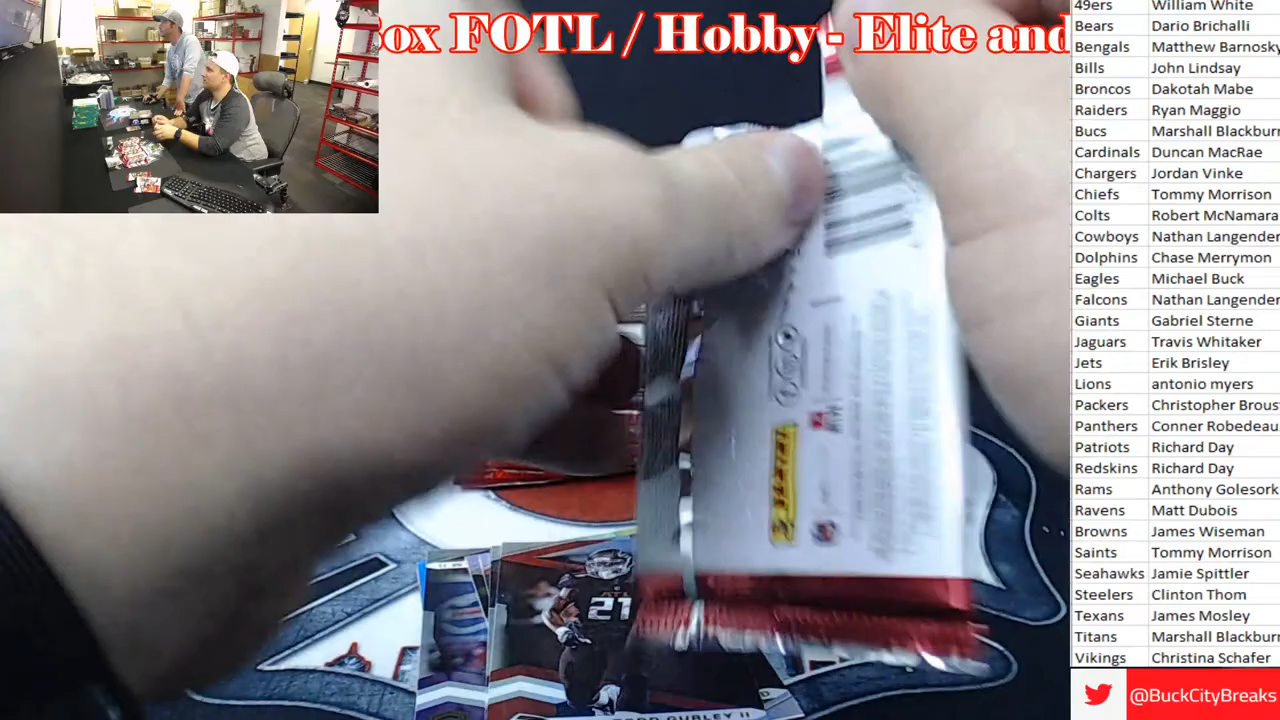 Box FOTL / Hobby - Elite and
49ers William White
Bears Dario Brichalli
Bengals Matthew Barnosky
Bills John Lindsay
Broncos Dakotah Mabe
Raiders Ryan Maggio
Bucs Marshall Blackburn
Cardinals Duncan MacRae
Chargers Jordan Vinke
Chiefs Tommy Morrison
Colts Robert McNamara
Cowboys Nathan Langender
Dolphins Chase Merrymon
Eagles Michael Buck
Falcons Nathan Langender
Giants Gabriel Sterne
Jaguars Travis Whitaker
Jets Erik Brisley
Lions antonio myers
Packers Christopher Brous
Panthers Conner Robedeau
Patriots Richard Day
Redskins Richard Day
Rams Anthony Golesork
Ravens Matt Dubois
Browns James Wiseman
Saints Tommy Morrison
Seahawks Jamie Spittler
Steelers Clinton Thom
Texans James Mosley
Titans Marshall Blackburn
Vikings Christina Schafer
@BuckCityBreaks
PANINI
21
GURLEY II